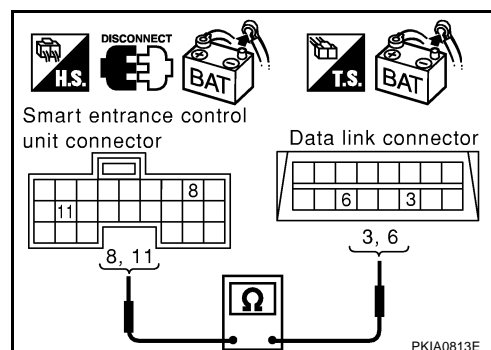 DISCONNECT
H.S.
BAT
T.S.
BAT
Smart entrance control
unit connector
Data link connector
8
11
6 3
8, 11
3, 6
Ω
PKIA0813E